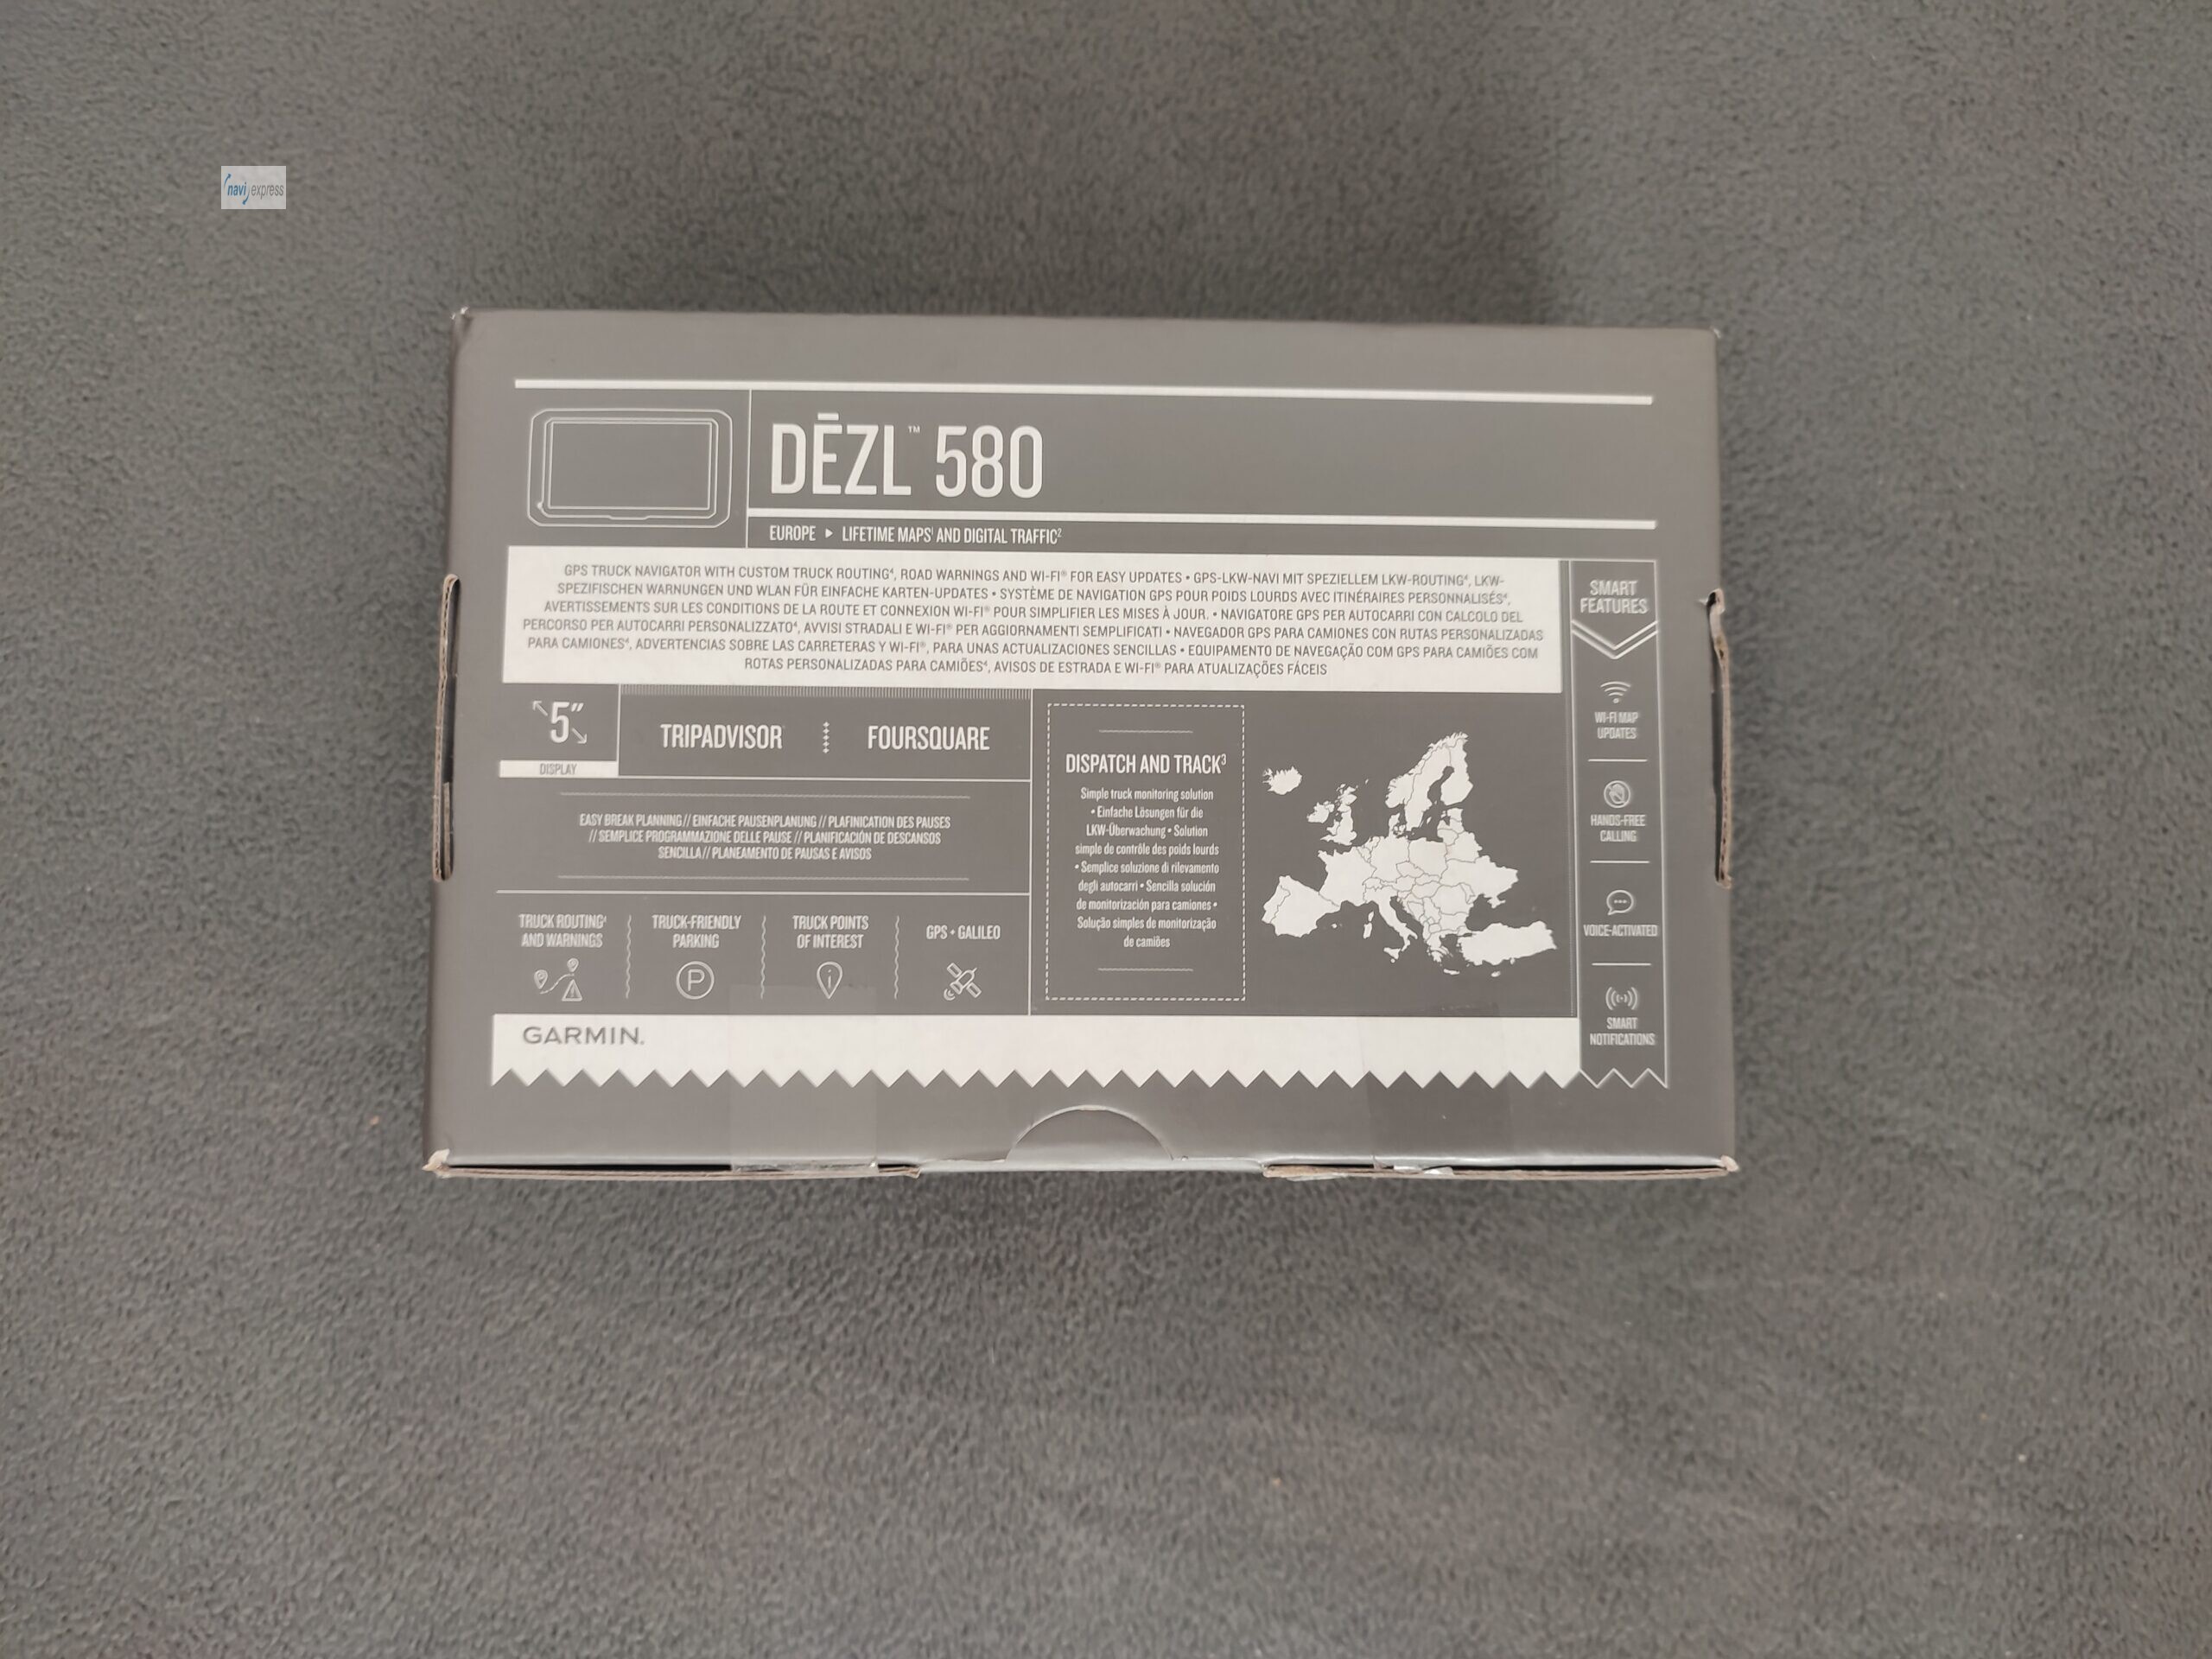 navi express
DĒZL™ 580
EUROPE ▸ LIFETIME MAPS¹ AND DIGITAL TRAFFIC²
GPS TRUCK NAVIGATOR WITH CUSTOM TRUCK ROUTING⁴, ROAD WARNINGS AND WI-FI® FOR EASY UPDATES • GPS-LKW-NAVI MIT SPEZIELLEM LKW-ROUTING⁴, LKW-
SPEZIFISCHEN WARNUNGEN UND WLAN FÜR EINFACHE KARTEN-UPDATES • SYSTÈME DE NAVIGATION GPS POUR POIDS LOURDS AVEC ITINÉRAIRES PERSONNALISÉS⁴,
AVERTISSEMENTS SUR LES CONDITIONS DE LA ROUTE ET CONNEXION WI-FI® POUR SIMPLIFIER LES MISES À JOUR. • NAVIGATORE GPS PER AUTOCARRI CON CALCOLO DEL
PERCORSO PER AUTOCARRI PERSONALIZZATO⁴, AVVISI STRADALI E WI-FI® PER AGGIORNAMENTI SEMPLIFICATI • NAVEGADOR GPS PARA CAMIONES CON RUTAS PERSONALIZADAS
PARA CAMIONES⁴, ADVERTENCIAS SOBRE LAS CARRETERAS Y WI-FI®, PARA UNAS ACTUALIZACIONES SENCILLAS • EQUIPAMENTO DE NAVEGAÇÃO COM GPS PARA CAMIÕES COM
ROTAS PERSONALIZADAS PARA CAMIÕES⁴, AVISOS DE ESTRADA E WI-FI® PARA ATUALIZAÇÕES FÁCEIS
5"
DISPLAY
TRIPADVISOR
FOURSQUARE
EASY BREAK PLANNING // EINFACHE PAUSENPLANUNG // PLAFINICATION DES PAUSES
// SEMPLICE PROGRAMMAZIONE DELLE PAUSE // PLANIFICACIÓN DE DESCANSOS
SENCILLA // PLANEAMENTO DE PAUSAS E AVISOS
TRUCK ROUTING⁴
AND WARNINGS
TRUCK-FRIENDLY
PARKING
P
TRUCK POINTS
OF INTEREST
i
GPS + GALILEO
DISPATCH AND TRACK³
Simple truck monitoring solution
• Einfache Lösungen für die
LKW-Überwachung • Solution
simple de contrôle des poids lourds
• Semplice soluzione di rilevamento
degli autocarri • Sencilla solución
de monitorización para camiones •
Solução simples de monitorização
de camiões
SMART
FEATURES
WI-FI MAP
UPDATES
HANDS-FREE
CALLING
VOICE-ACTIVATED
SMART
NOTIFICATIONS
GARMIN.